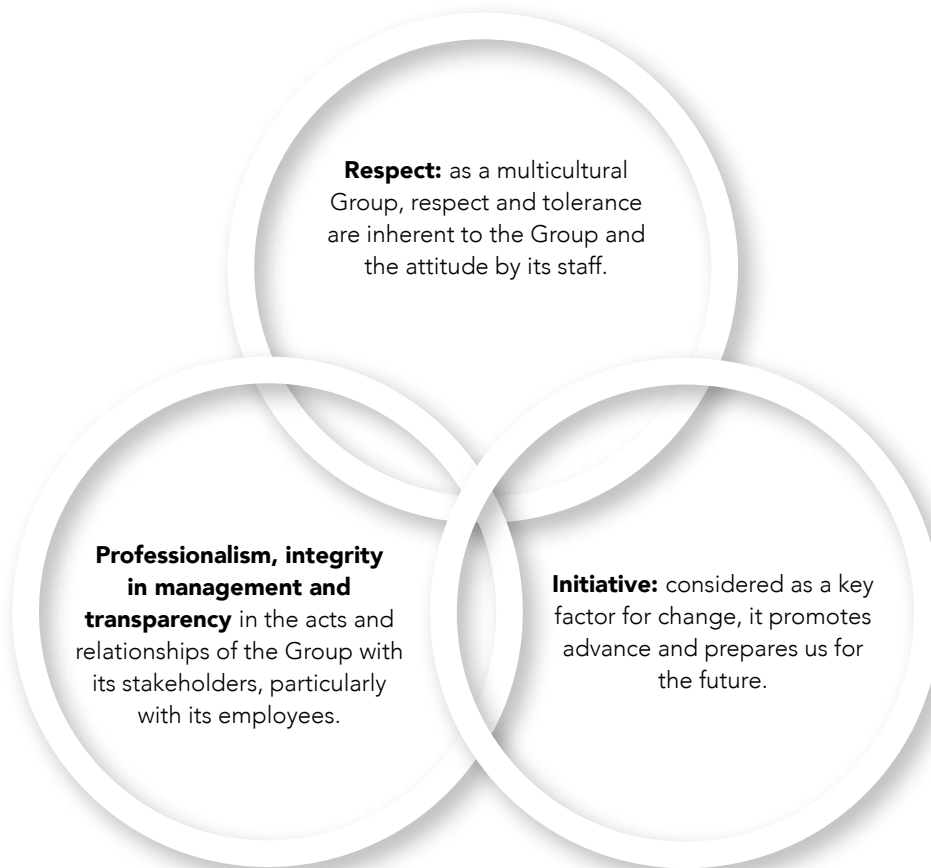 Respect: as a multicultural
Group, respect and tolerance
are inherent to the Group and
the attitude by its staff.
Professionalism, integrity
in management and
transparency in the acts and
relationships of the Group with
its stakeholders, particularly
with its employees.
Initiative: considered as a key
factor for change, it promotes
advance and prepares us for
the future.